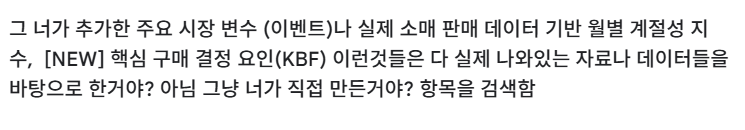 그 너가 추가한 주요 시장 변수 (이벤트)나 실제 소매 판매 데이터 기반 월별 계절성 지
수,  [NEW] 핵심 구매 결정 요인(KBF) 이런것들은 다 실제 나와있는 자료나 데이터들을
바탕으로 한거야? 아님 그냥 너가 직접 만든거야? 항목을 검색함